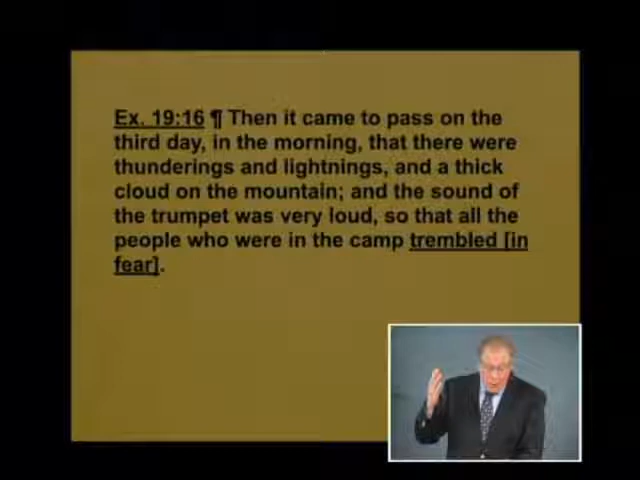 Ex. 19:16 ¶ Then it came to pass on the
third day, in the morning, that there were
thunderings and lightnings, and a thick
cloud on the mountain; and the sound of
the trumpet was very loud, so that all the
people who were in the camp trembled [in
fear].